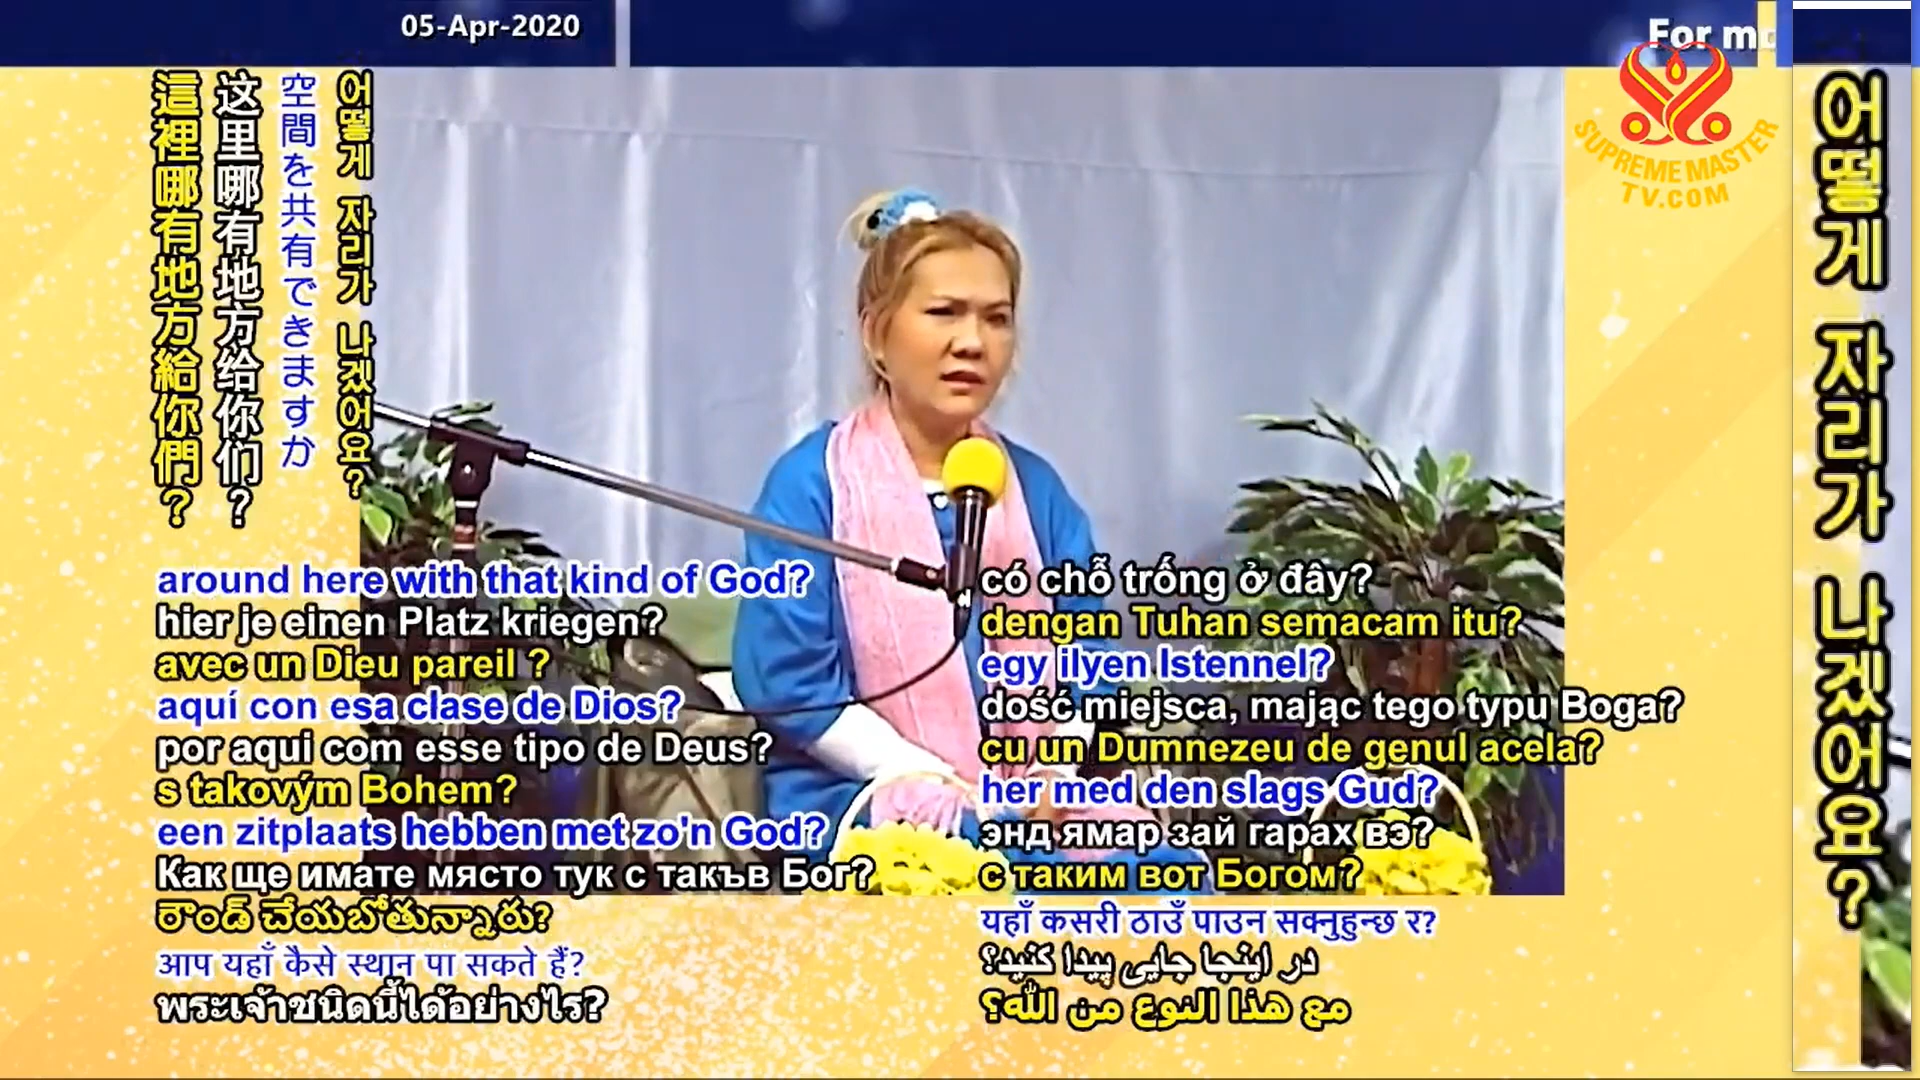 05-Apr-2020
For mo
SUPREME MASTER
TV.COM
어떻게 자리가 나겠어요?
空間を共有できますか
这里哪有地方给你们?
這裡哪有地方給你們?
around here with that kind of God?
hier je einen Platz kriegen?
avec un Dieu pareil ?
aquí con esa clase de Dios?
por aqui com esse tipo de Deus?
s takovým Bohem?
een zitplaats hebben met zo'n God?
Как ще имате място тук с такъв Бог?
రౌండ్ చేయబోతున్నారు?
आप यहाँ कैसे स्थान पा सकते हैं?
พระเจ้าชนิดนี้ได้อย่างไร?
có chỗ trống ở đây?
dengan Tuhan semacam itu?
egy ilyen Istennel?
dość miejsca, mając tego typu Boga?
cu un Dumnezeu de genul acela?
her med den slags Gud?
энд ямар зай гарах вэ?
с таким вот Богом?
यहाँ कसरी ठाउँ पाउन सक्नुहुन्छ र?
در اینجا جایی پیدا کنید؟
مع هذا النوع من الله؟
어떻게 자리가 나겠어요?